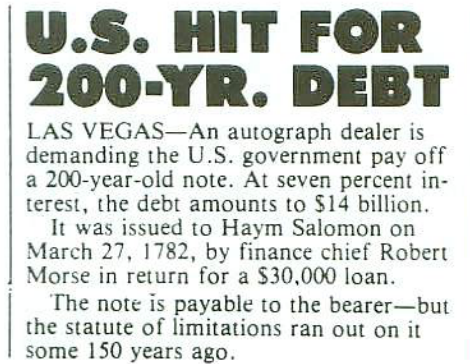 U.S. HIT FOR
200-YR. DEBT
LAS VEGAS—An autograph dealer is
demanding the U.S. government pay off
a 200-year-old note. At seven percent in-
terest, the debt amounts to $14 billion.
It was issued to Haym Salomon on
March 27, 1782, by finance chief Robert
Morse in return for a $30,000 loan.
The note is payable to the bearer—but
the statute of limitations ran out on it
some 150 years ago.